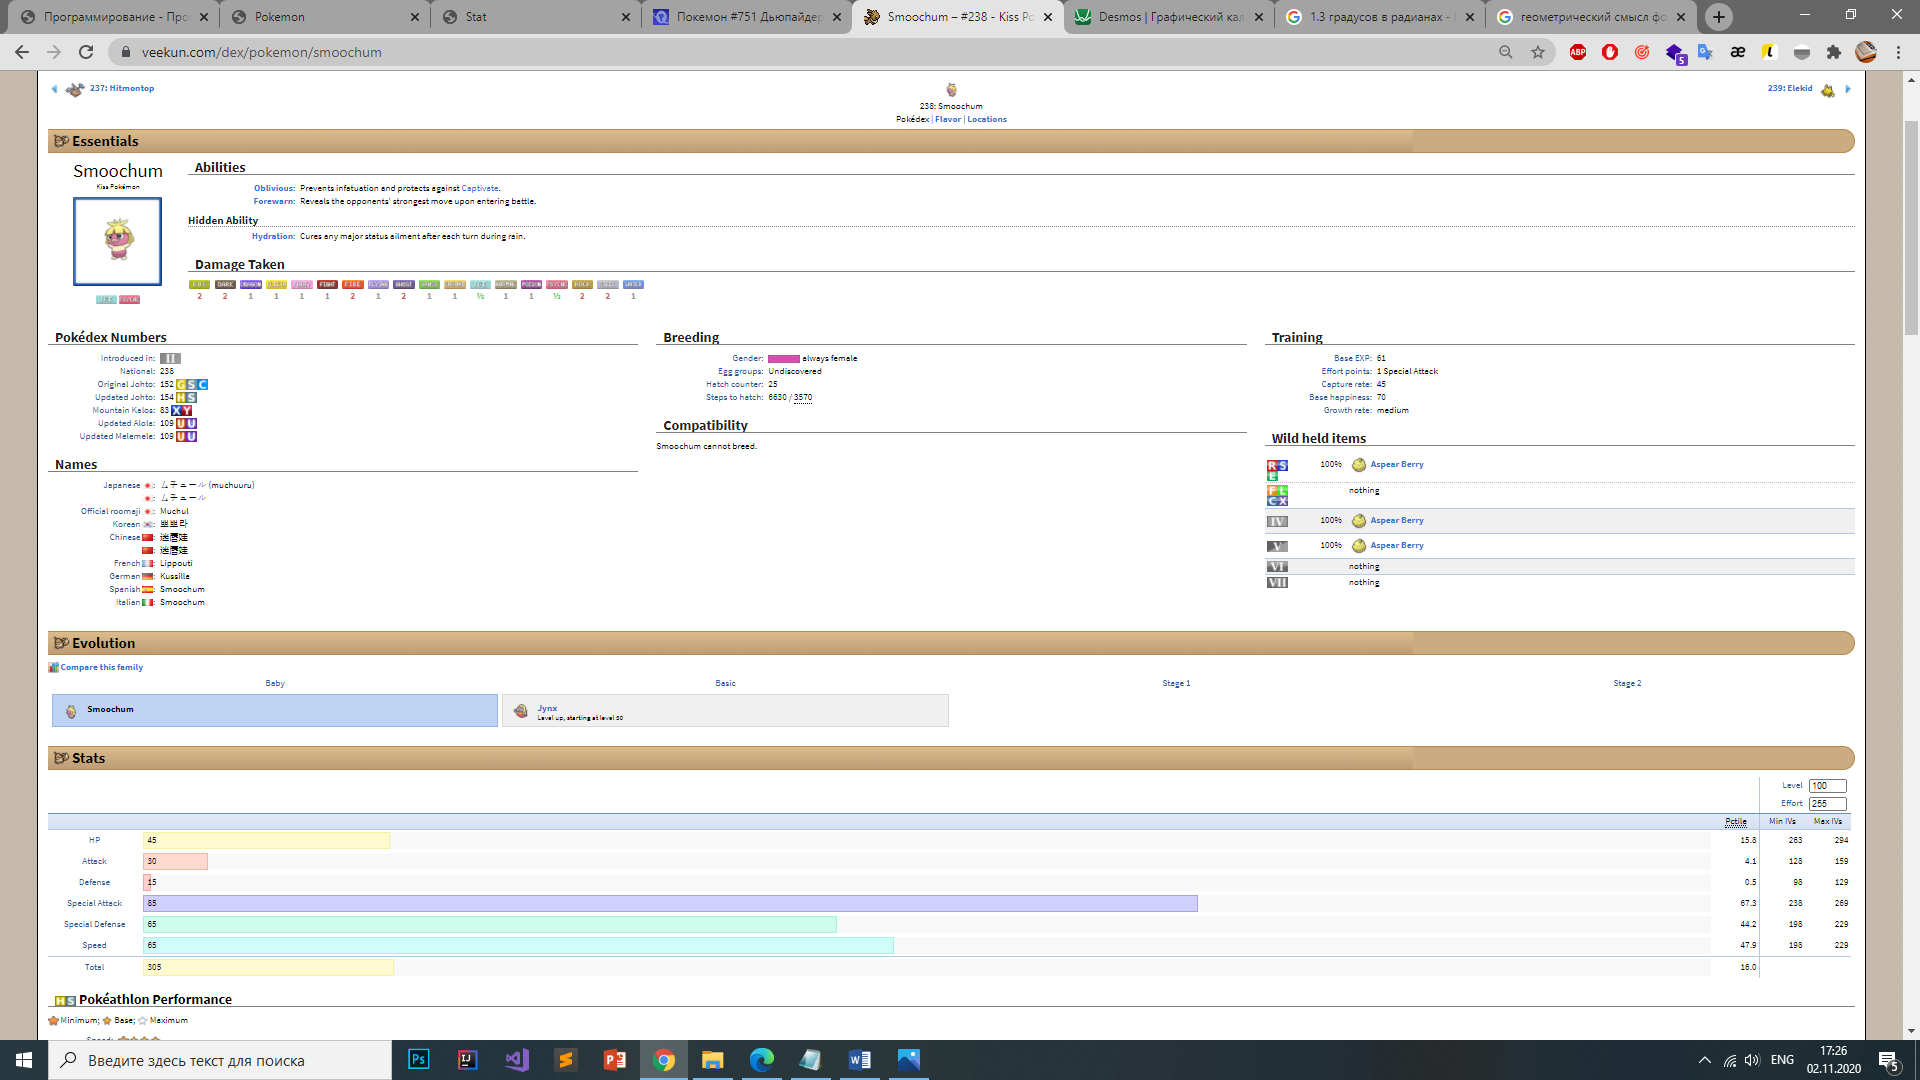 Программирование - Про
Pokemon
Stat
Покемон #751 Дьюпайдер
Smoochum – #238 - Kiss Po
Desmos | Графический кал
1.3 градусов в радианах -
геометрический смысл фо
veekun.com/dex/pokemon/smoochum
237: Hitmontop
239: Elekid
238: Smoochum
Pokédex | Flavor | Locations
Essentials
Smoochum
Kiss Pokémon
ICE PSYCHC
Abilities
Oblivious: Prevents infatuation and protects against Captivate.
Forewarn: Reveals the opponents' strongest move upon entering battle.
Hidden Ability
Hydration: Cures any major status ailment after each turn during rain.
Damage Taken
BUG DARK DRAGON FIGHT FIRE FLYING GHOST GRASS GROUND ICE POISON PSYCHC ROCK STEEL WATER
2 2 1 1 1 1 2 1 2 1 1 ½ 1 1 ½ 2 2 1
Pokédex Numbers
Introduced in: II
National: 238
Original Johto: 152 G S C
Updated Johto: 154 H S
Mountain Kalos: 83 X Y
Updated Alola: 109 U U
Updated Melemele: 109 U U
Names
Japanese : ムチュール (muchuuru)
: ムチュール
Official roomaji : Muchul
Korean : 뽀뽀라
Chinese : 迷唇娃
: 迷唇娃
French : Lippouti
German : Kussilla
Spanish : Smoochum
Italian : Smoochum
Breeding
Gender: always female
Egg groups: Undiscovered
Hatch counter: 25
Steps to hatch: 6630 / 3570
Compatibility
Smoochum cannot breed.
Training
Base EXP: 61
Effort points: 1 Special Attack
Capture rate: 45
Base happiness: 70
Growth rate: medium
Wild held items
R S E 100% Aspear Berry
F L C X nothing
IV 100% Aspear Berry
V 100% Aspear Berry
VI nothing
VII nothing
Evolution
Compare this family
Baby Basic Stage 1 Stage 2
Smoochum
Jynx
Level up, starting at level 30
Stats
Level 100
Effort 255
Pctile Min IVs Max IVs
HP 45 15.8 263 294
Attack 30 4.1 128 159
Defense 15 0.5 98 129
Special Attack 85 67.3 238 269
Special Defense 65 44.2 198 229
Speed 65 47.9 198 229
Total 305 16.0
H S Pokéathlon Performance
Minimum; Base; Maximum
Speed:
Введите здесь текст для поиска
ENG
17:26
02.11.2020
5